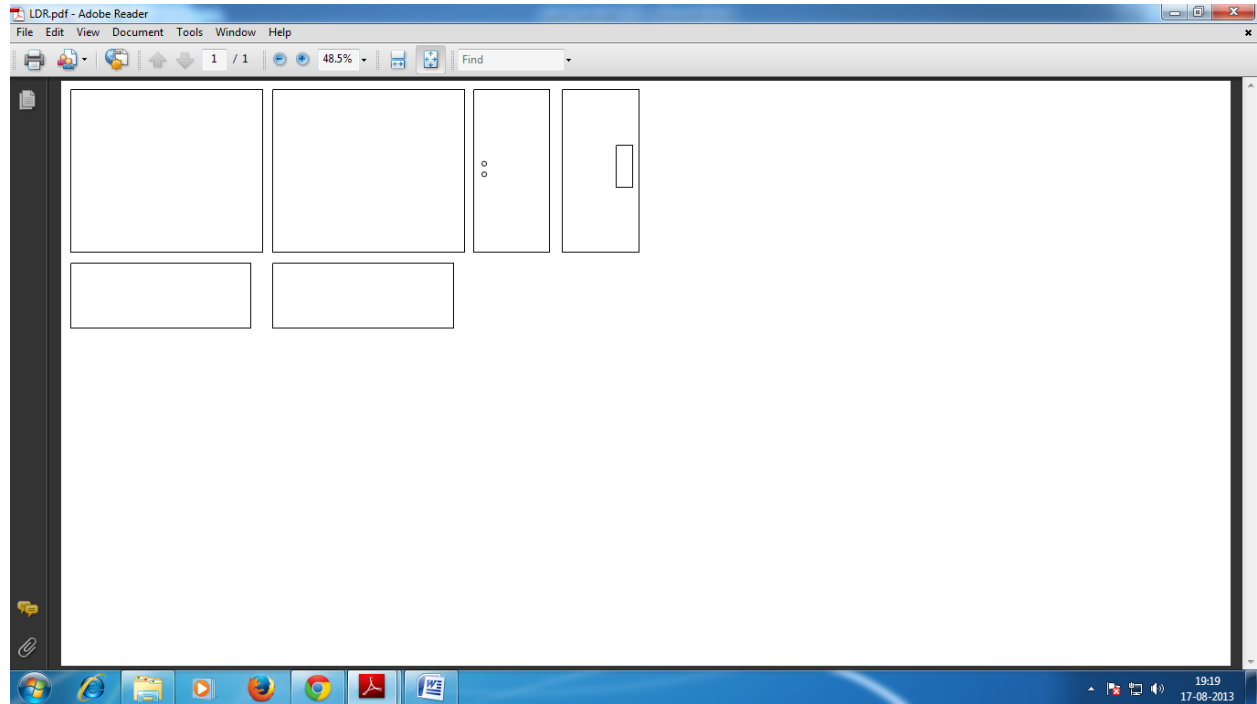 LDR.pdf - Adobe Reader
File Edit View Document Tools Window Help
1 / 1 48.5% Find
19:19
17-08-2013